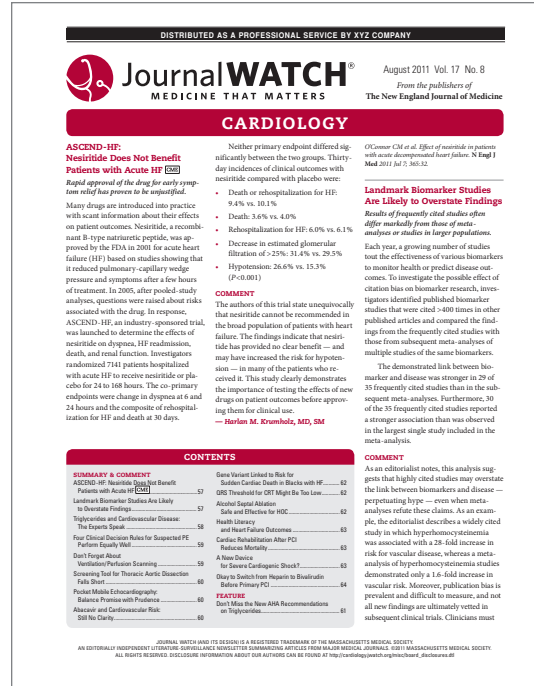 DISTRIBUTED AS A PROFESSIONAL SERVICE BY XYZ COMPANY
JournalWATCH®
MEDICINE THAT MATTERS
August 2011 Vol. 17 No. 8
From the publishers of
The New England Journal of Medicine
CARDIOLOGY
ASCEND-HF:
Nesiritide Does Not Benefit
Patients with Acute HF CME
Rapid approval of the drug for early symp-
tom relief has proven to be unjustified.
Many drugs are introduced into practice
with scant information about their effects
on patient outcomes. Nesiritide, a recombi-
nant B-type natriuretic peptide, was ap-
proved by the FDA in 2001 for acute heart
failure (HF) based on studies showing that
it reduced pulmonary-capillary wedge
pressure and symptoms after a few hours
of treatment. In 2005, after pooled-study
analyses, questions were raised about risks
associated with the drug. In response,
ASCEND-HF, an industry-sponsored trial,
was launched to determine the effects of
nesiritide on dyspnea, HF readmission,
death, and renal function. Investigators
randomized 7141 patients hospitalized
with acute HF to receive nesiritide or pla-
cebo for 24 to 168 hours. The co-primary
endpoints were change in dyspnea at 6 and
24 hours and the composite of rehospital-
ization for HF and death at 30 days.
Neither primary endpoint differed sig-
nificantly between the two groups. Thirty-
day incidences of clinical outcomes with
nesiritide compared with placebo were:
• Death or rehospitalization for HF:
9.4% vs. 10.1%
• Death: 3.6% vs. 4.0%
• Rehospitalization for HF: 6.0% vs. 6.1%
• Decrease in estimated glomerular
filtration of >25%: 31.4% vs. 29.5%
• Hypotension: 26.6% vs. 15.3%
(P<0.001)
COMMENT
The authors of this trial state unequivocally
that nesiritide cannot be recommended in
the broad population of patients with heart
failure. The findings indicate that nesiri-
tide has provided no clear benefit — and
may have increased the risk for hypoten-
sion — in many of the patients who re-
ceived it. This study clearly demonstrates
the importance of testing the effects of new
drugs on patient outcomes before approv-
ing them for clinical use.
— Harlan M. Krumholz, MD, SM
O'Connor CM et al. Effect of nesiritide in patients
with acute decompensated heart failure. N Engl J
Med 2011 Jul 7; 365:32.
Landmark Biomarker Studies
Are Likely to Overstate Findings
Results of frequently cited studies often
differ markedly from those of meta-
analyses or studies in larger populations.
Each year, a growing number of studies
tout the effectiveness of various biomarkers
to monitor health or predict disease out-
comes. To investigate the possible effect of
citation bias on biomarker research, inves-
tigators identified published biomarker
studies that were cited >400 times in other
published articles and compared the find-
ings from the frequently cited studies with
those from subsequent meta-analyses of
multiple studies of the same biomarkers.
The demonstrated link between bio-
marker and disease was stronger in 29 of
35 frequently cited studies than in the sub-
sequent meta-analyses. Furthermore, 30
of the 35 frequently cited studies reported
a stronger association than was observed
in the largest single study included in the
meta-analysis.
COMMENT
As an editorialist notes, this analysis sug-
gests that highly cited studies may overstate
the link between biomarkers and disease —
perpetuating hype — even when meta-
analyses refute these claims. As an exam-
ple, the editorialist describes a widely cited
study in which hyperhomocysteinemia
was associated with a 28-fold increase in
risk for vascular disease, whereas a meta-
analysis of hyperhomocysteinemia studies
demonstrated only a 1.6-fold increase in
vascular risk. Moreover, publication bias is
prevalent and difficult to measure, and not
all new findings are ultimately vetted in
subsequent clinical trials. Clinicians must
CONTENTS
SUMMARY & COMMENT
ASCEND-HF: Nesiritide Does Not Benefit
Patients with Acute HF CME ..... 57
Landmark Biomarker Studies Are Likely
to Overstate Findings ..... 57
Triglycerides and Cardiovascular Disease:
The Experts Speak ..... 58
Four Clinical Decision Rules for Suspected PE
Perform Equally Well ..... 59
Don't Forget About
Ventilation/Perfusion Scanning ..... 59
Screening Tool for Thoracic Aortic Dissection
Falls Short ..... 60
Pocket Mobile Echocardiography:
Balance Promise with Prudence ..... 60
Abacavir and Cardiovascular Risk:
Still No Clarity ..... 60
Gene Variant Linked to Risk for
Sudden Cardiac Death in Blacks with HF ..... 62
QRS Threshold for CRT Might Be Too Low ..... 62
Alcohol Septal Ablation
Safe and Effective for HOC ..... 62
Health Literacy
and Heart Failure Outcomes ..... 63
Cardiac Rehabilitation After PCI
Reduces Mortality ..... 63
A New Device
for Severe Cardiogenic Shock? ..... 63
Okay to Switch from Heparin to Bivalirudin
Before Primary PCI ..... 64
FEATURE
Don't Miss the New AHA Recommendations
on Triglycerides ..... 61
JOURNAL WATCH (AND ITS DESIGN) IS A REGISTERED TRADEMARK OF THE MASSACHUSETTS MEDICAL SOCIETY.
AN EDITORIALLY INDEPENDENT LITERATURE-SURVEILLANCE NEWSLETTER SUMMARIZING ARTICLES FROM MAJOR MEDICAL JOURNALS. ©2011 MASSACHUSETTS MEDICAL SOCIETY.
ALL RIGHTS RESERVED. DISCLOSURE INFORMATION ABOUT OUR AUTHORS CAN BE FOUND AT http://cardiology.jwatch.org/misc/board_disclosures.dtl